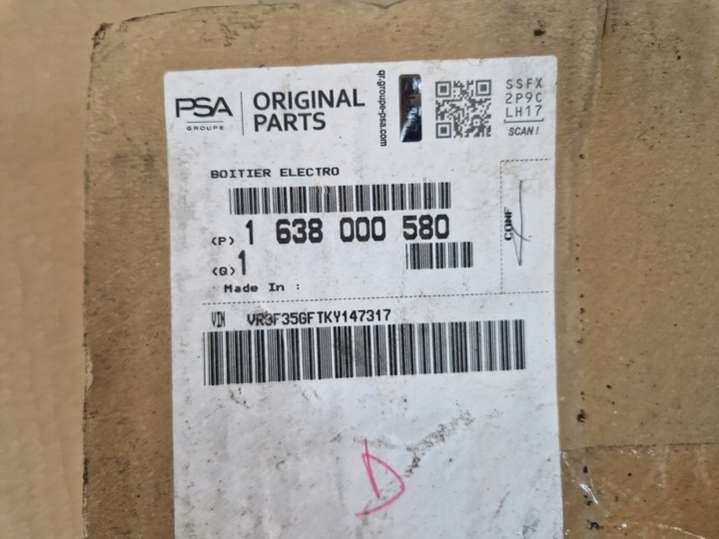 PSA
GROUPE
ORIGINAL
PARTS
qr.groupe-psa.com
SSFX
2P9C
LH17
SCAN!
BOITIER ELECTRO
(P) 1 638 000 580
(Q) 1
CONF
Made In :
VIN VR3F35GFTKY147317
D